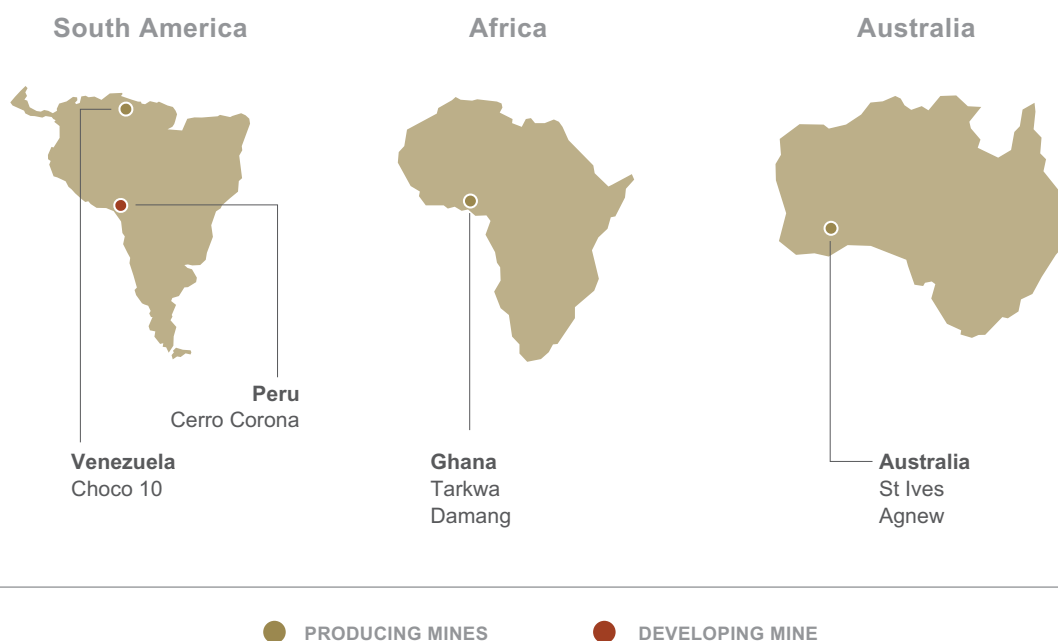 South America
Africa
Australia
Peru
Cerro Corona
Venezuela
Choco 10
Ghana
Tarkwa
Damang
Australia
St Ives
Agnew
PRODUCING MINES
DEVELOPING MINE